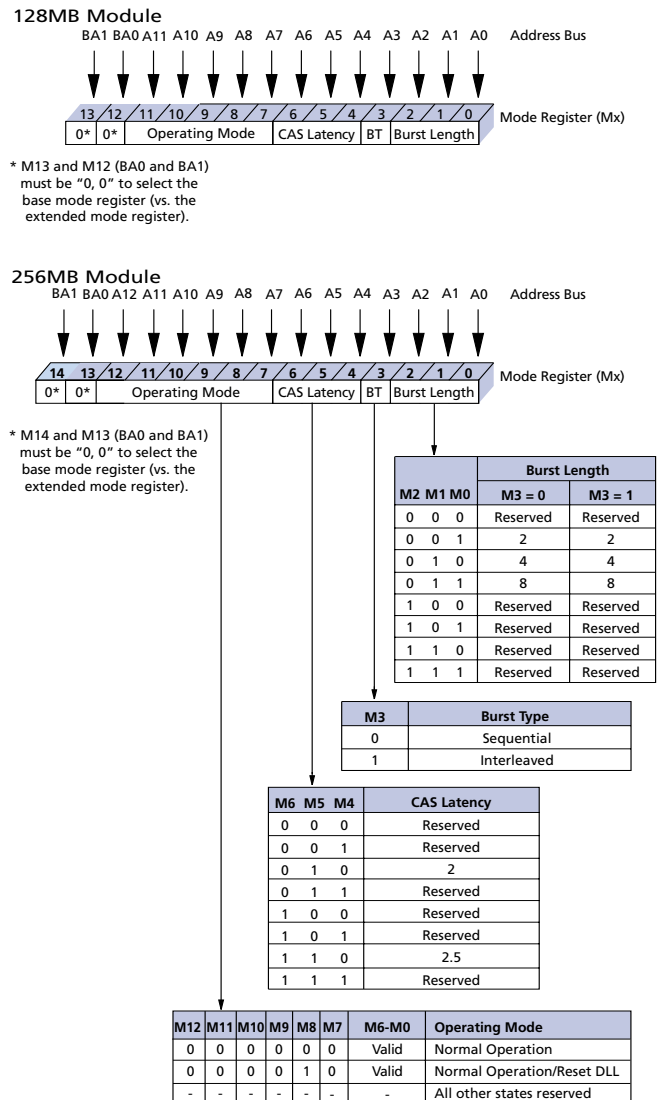 128MB Module
BA1 BA0 A11 A10 A9 A8 A7 A6 A5 A4 A3 A2 A1 A0 Address Bus
13 12 11 10 9 8 7 6 5 4 3 2 1 0 Mode Register (Mx)
0* 0* Operating Mode CAS Latency BT Burst Length
* M13 and M12 (BA0 and BA1)
must be “0, 0” to select the
base mode register (vs. the
extended mode register).
256MB Module
BA1 BA0 A12 A11 A10 A9 A8 A7 A6 A5 A4 A3 A2 A1 A0 Address Bus
14 13 12 11 10 9 8 7 6 5 4 3 2 1 0 Mode Register (Mx)
0* 0* Operating Mode CAS Latency BT Burst Length
* M14 and M13 (BA0 and BA1)
must be “0, 0” to select the
base mode register (vs. the
extended mode register).
Burst Length
M2 M1 M0 M3 = 0 M3 = 1
0 0 0 Reserved Reserved
0 0 1 2 2
0 1 0 4 4
0 1 1 8 8
1 0 0 Reserved Reserved
1 0 1 Reserved Reserved
1 1 0 Reserved Reserved
1 1 1 Reserved Reserved
M3 Burst Type
0 Sequential
1 Interleaved
M6 M5 M4 CAS Latency
0 0 0 Reserved
0 0 1 Reserved
0 1 0 2
0 1 1 Reserved
1 0 0 Reserved
1 0 1 Reserved
1 1 0 2.5
1 1 1 Reserved
M12 M11 M10 M9 M8 M7 M6-M0 Operating Mode
0 0 0 0 0 0 Valid Normal Operation
0 0 0 0 1 0 Valid Normal Operation/Reset DLL
- - - - - - - All other states reserved